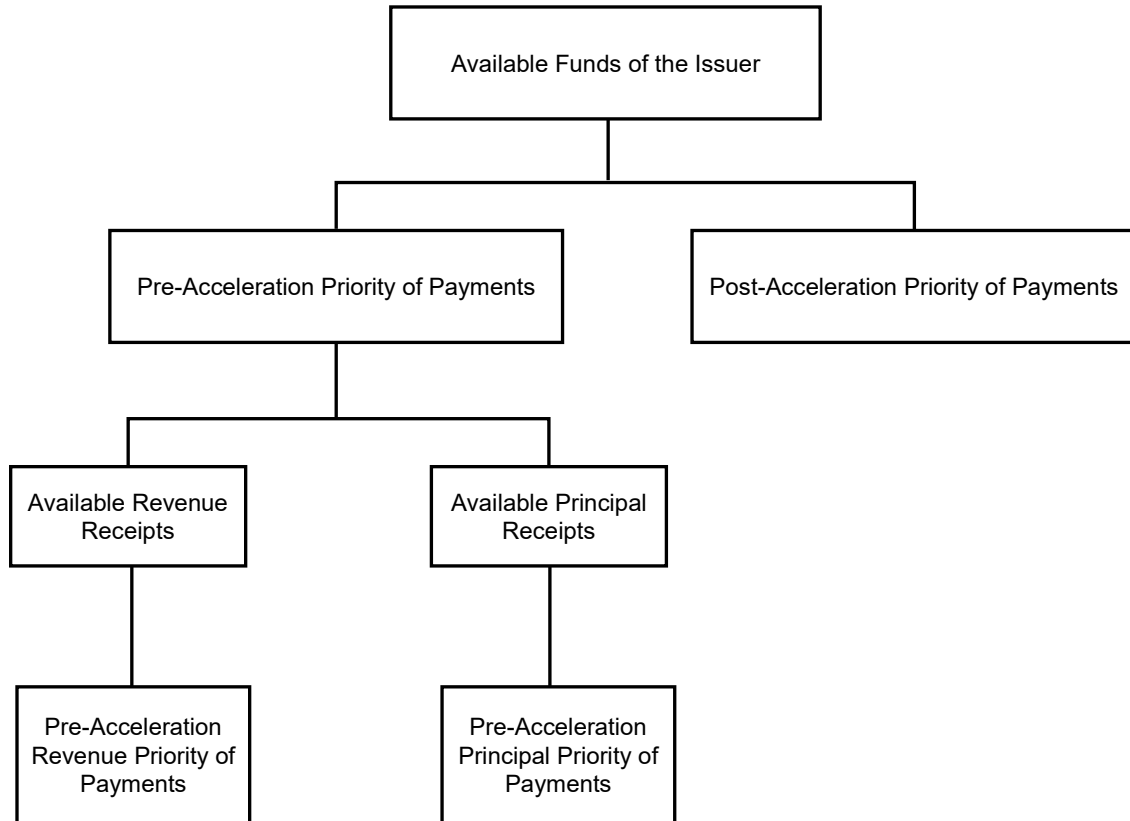 Available Funds of the Issuer
Pre-Acceleration Priority of Payments
Post-Acceleration Priority of Payments
Available Revenue
Receipts
Available Principal
Receipts
Pre-Acceleration
Revenue Priority of
Payments
Pre-Acceleration
Principal Priority of
Payments